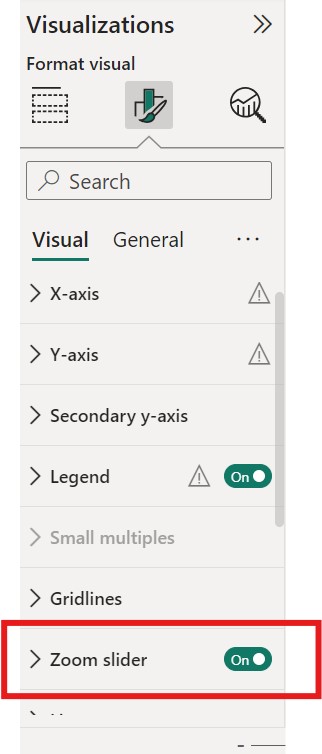 Visualizations
Format visual
Search
Visual General ...
X-axis
Y-axis
Secondary y-axis
Legend On
Small multiples
Gridlines
Zoom slider On